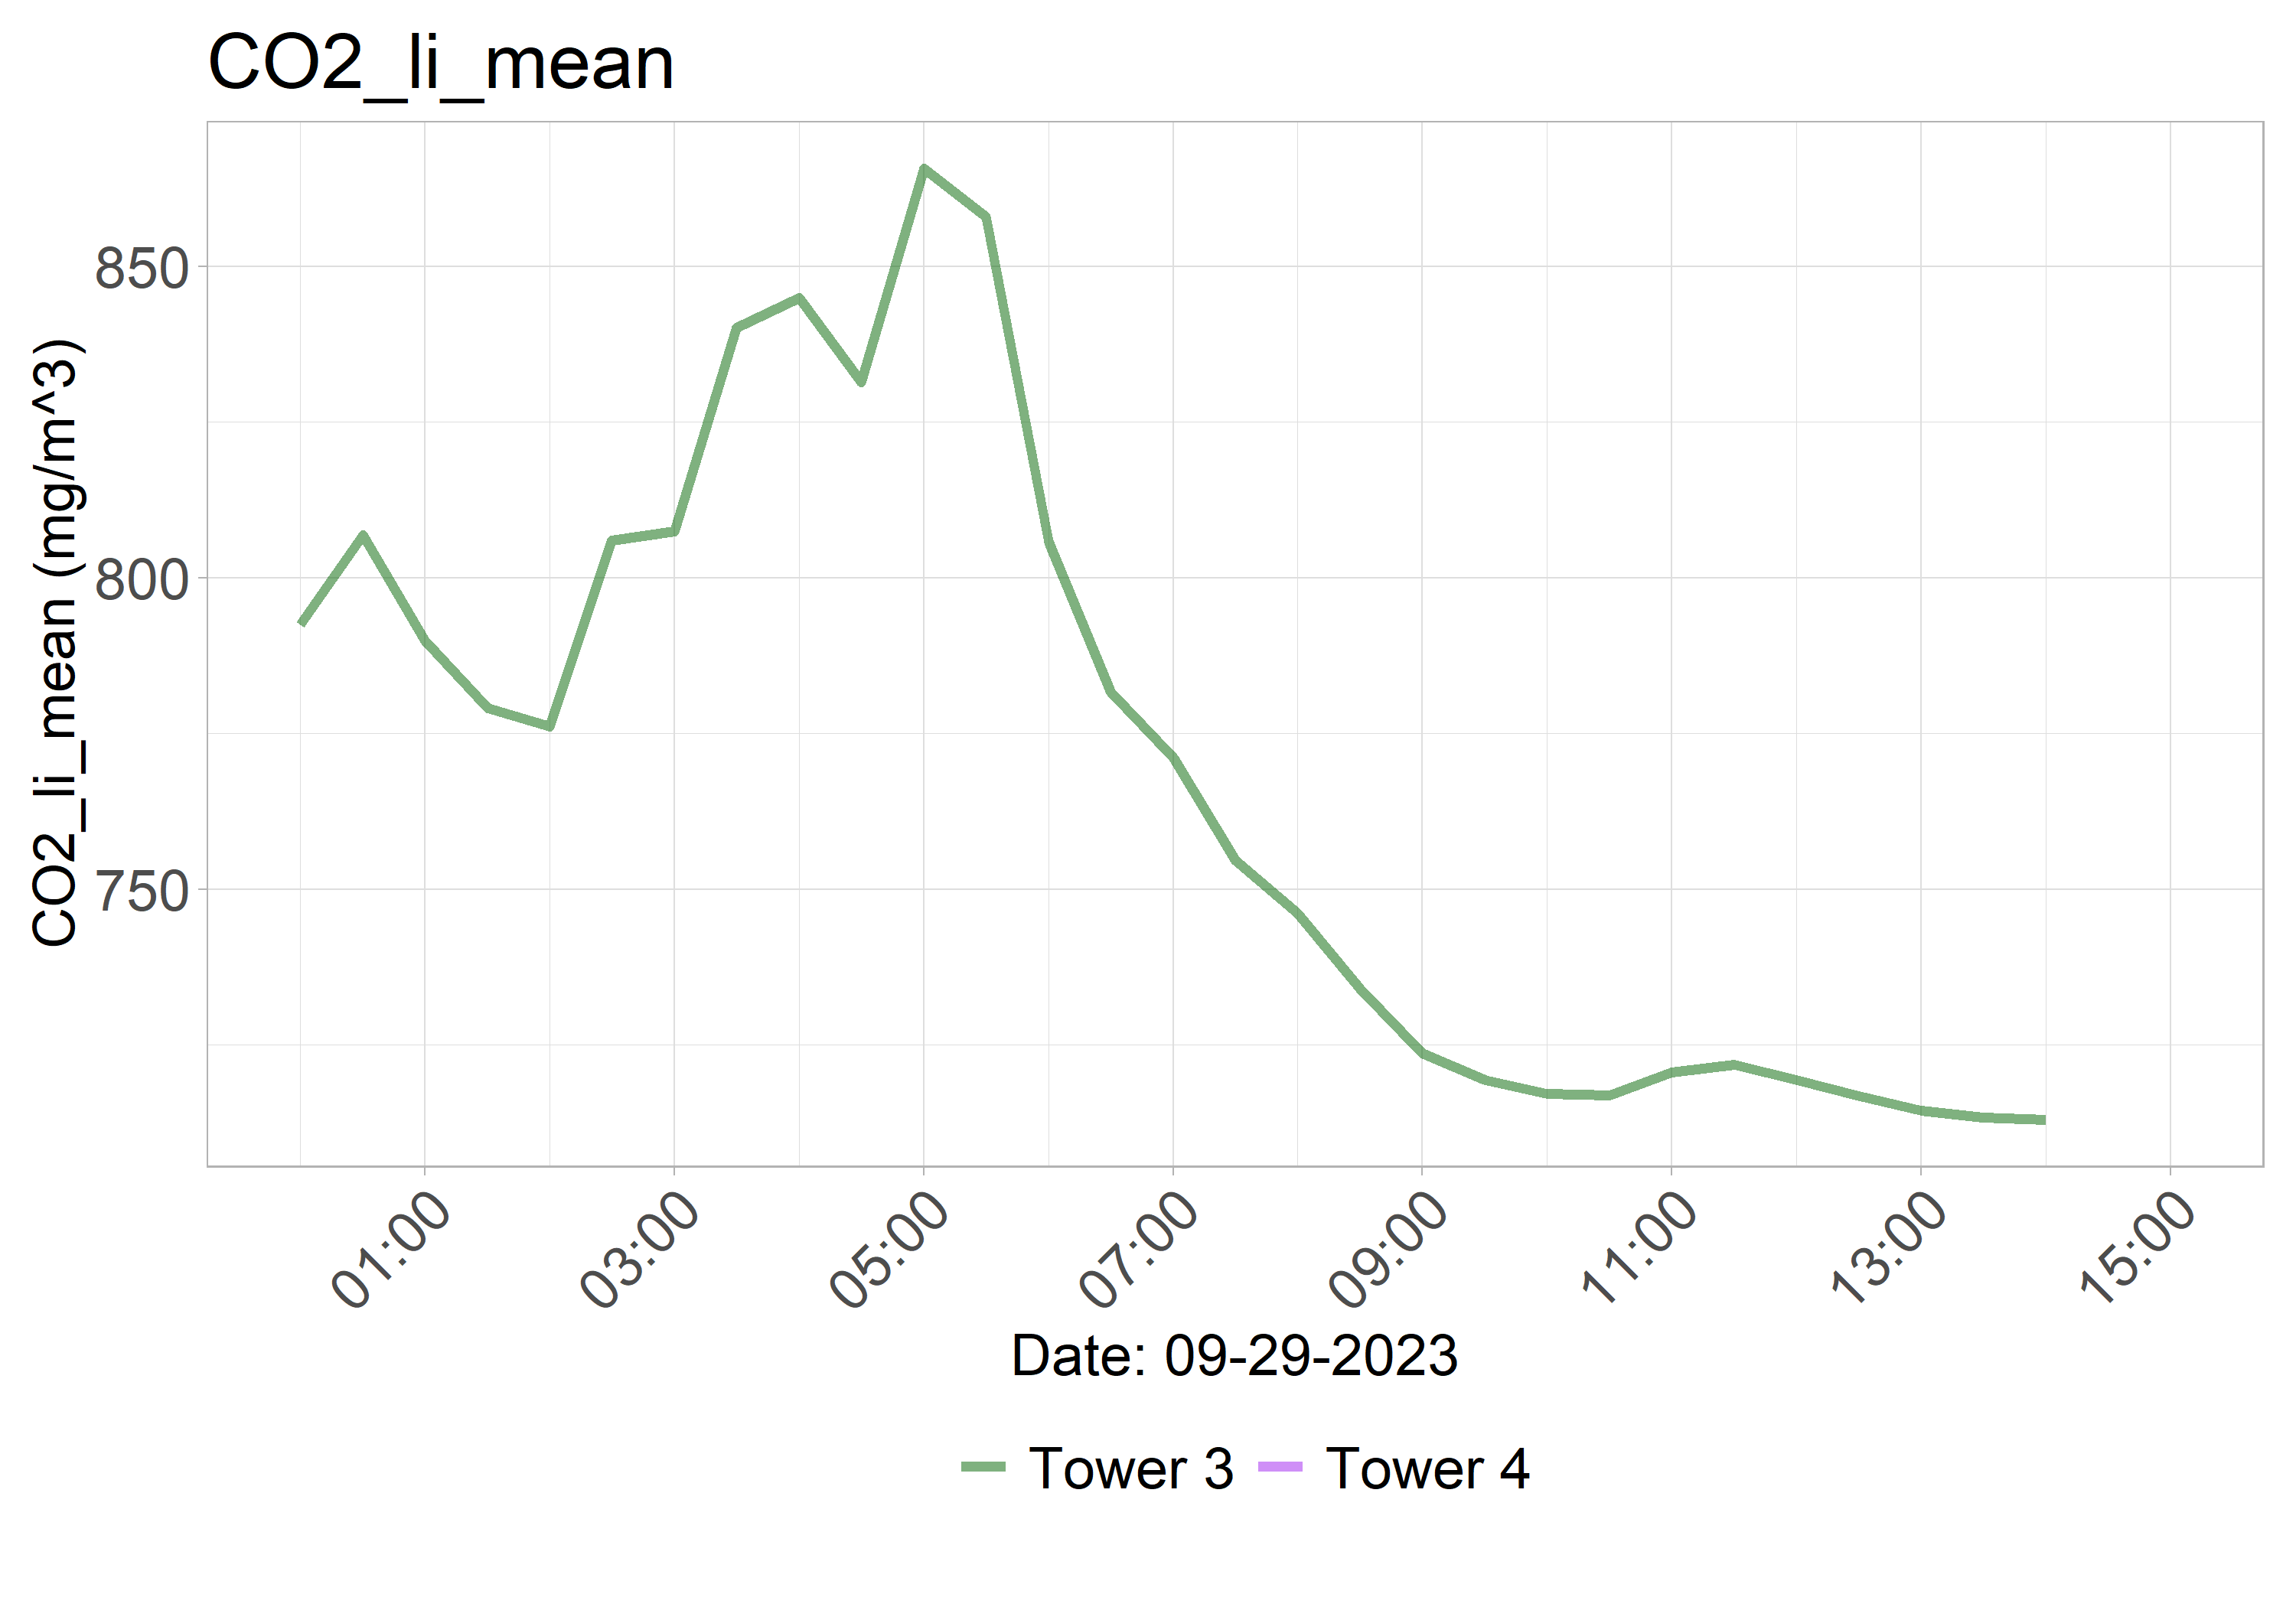 CO2_li_mean
CO2_li_mean (mg/m^3)
850
800
750
01:00
03:00
05:00
07:00
09:00
11:00
13:00
15:00
Date: 09-29-2023
Tower 3
Tower 4